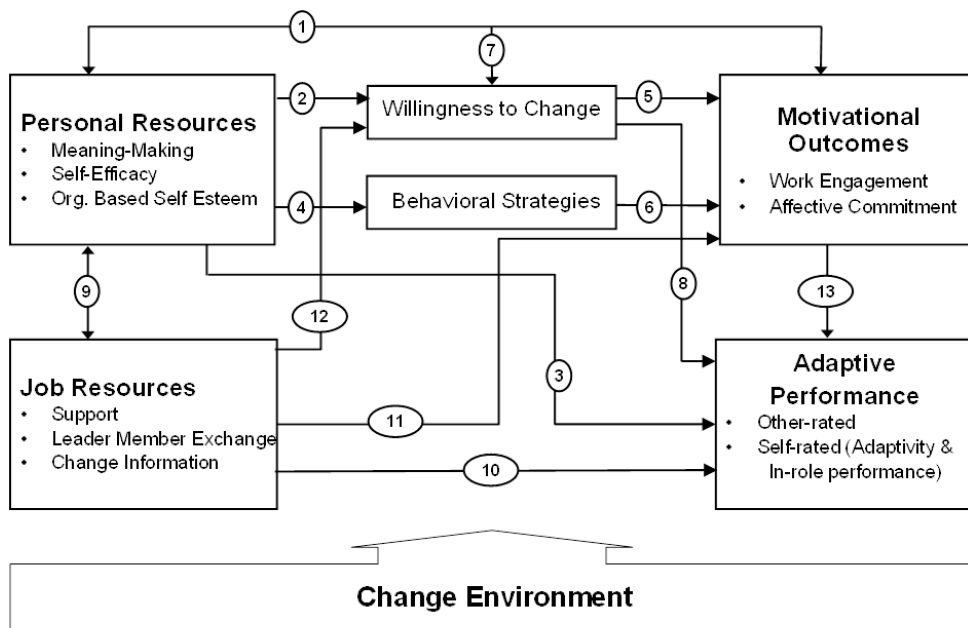 1
7
2
5
Willingness to Change
Personal Resources
• Meaning-Making
• Self-Efficacy
• Org. Based Self Esteem
Motivational
Outcomes
• Work Engagement
• Affective Commitment
4
Behavioral Strategies
6
9
12
8
13
3
Job Resources
• Support
• Leader Member Exchange
• Change Information
11
10
Adaptive
Performance
• Other-rated
• Self-rated (Adaptivity &
In-role performance)
Change Environment